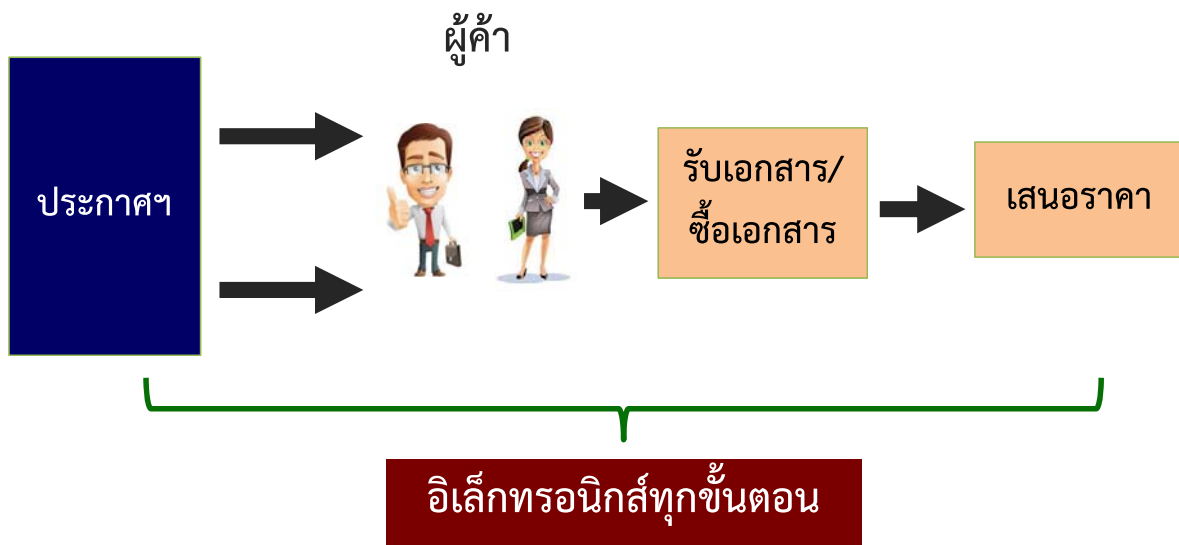 ผู้ค้า
ประกาศฯ
รับเอกสาร/
ซื้อเอกสาร
เสนอราคา
อิเล็กทรอนิกส์ทุกขั้นตอน